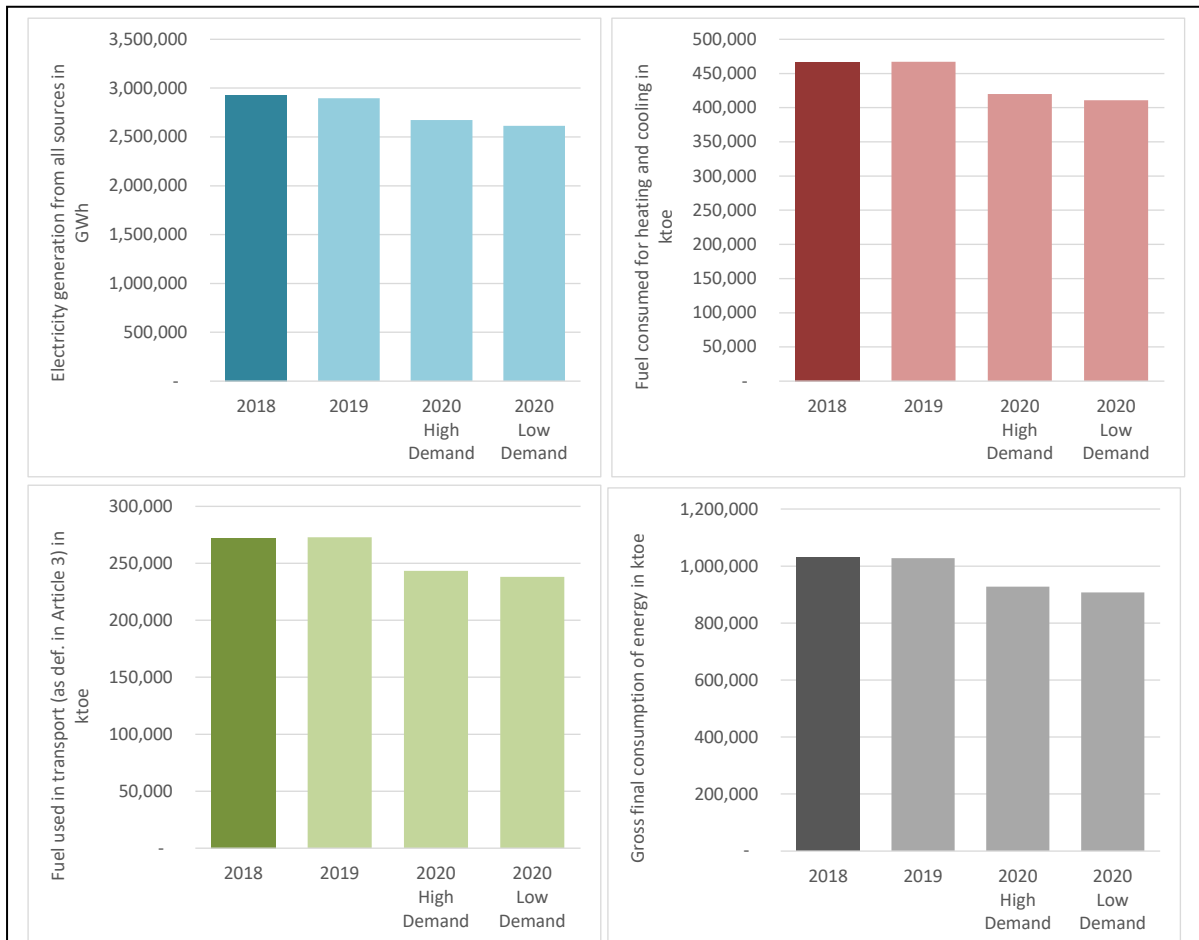 Electricity generation from all sources in
GWh
3,500,000
3,000,000
2,500,000
2,000,000
1,500,000
1,000,000
500,000
-
2018
2019
2020
High
Demand
2020
Low
Demand
Fuel consumed for heating and cooling in
ktoe
500,000
450,000
400,000
350,000
300,000
250,000
200,000
150,000
100,000
50,000
-
2018
2019
2020
High
Demand
2020
Low
Demand
Fuel used in transport (as def. in Article 3) in
ktoe
300,000
250,000
200,000
150,000
100,000
50,000
-
2018
2019
2020
High
Demand
2020
Low
Demand
Gross final consumption of energy in ktoe
1,200,000
1,000,000
800,000
600,000
400,000
200,000
-
2018
2019
2020
High
Demand
2020
Low
Demand